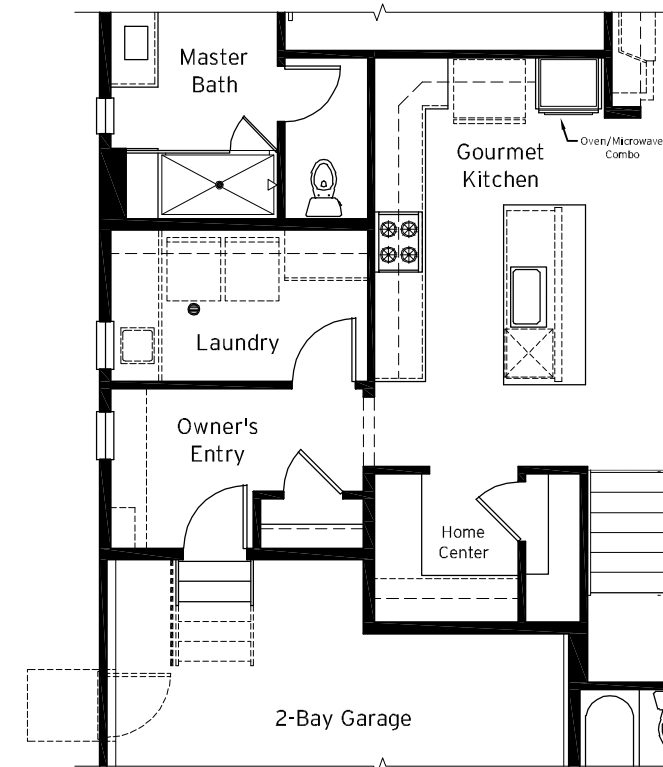 Master
Bath
Oven/Microwave
Combo
Gourmet
Kitchen
Laundry
Owner's
Entry
Home
Center
2-Bay Garage